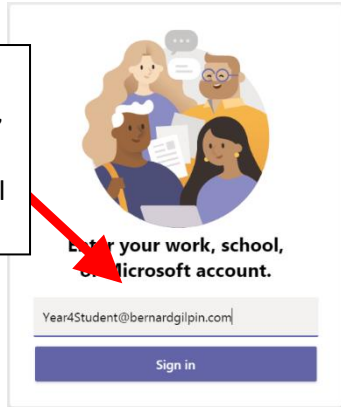 Enter your work, school,
or Microsoft account.
Year4Student@bernardgilpin.com
Sign in